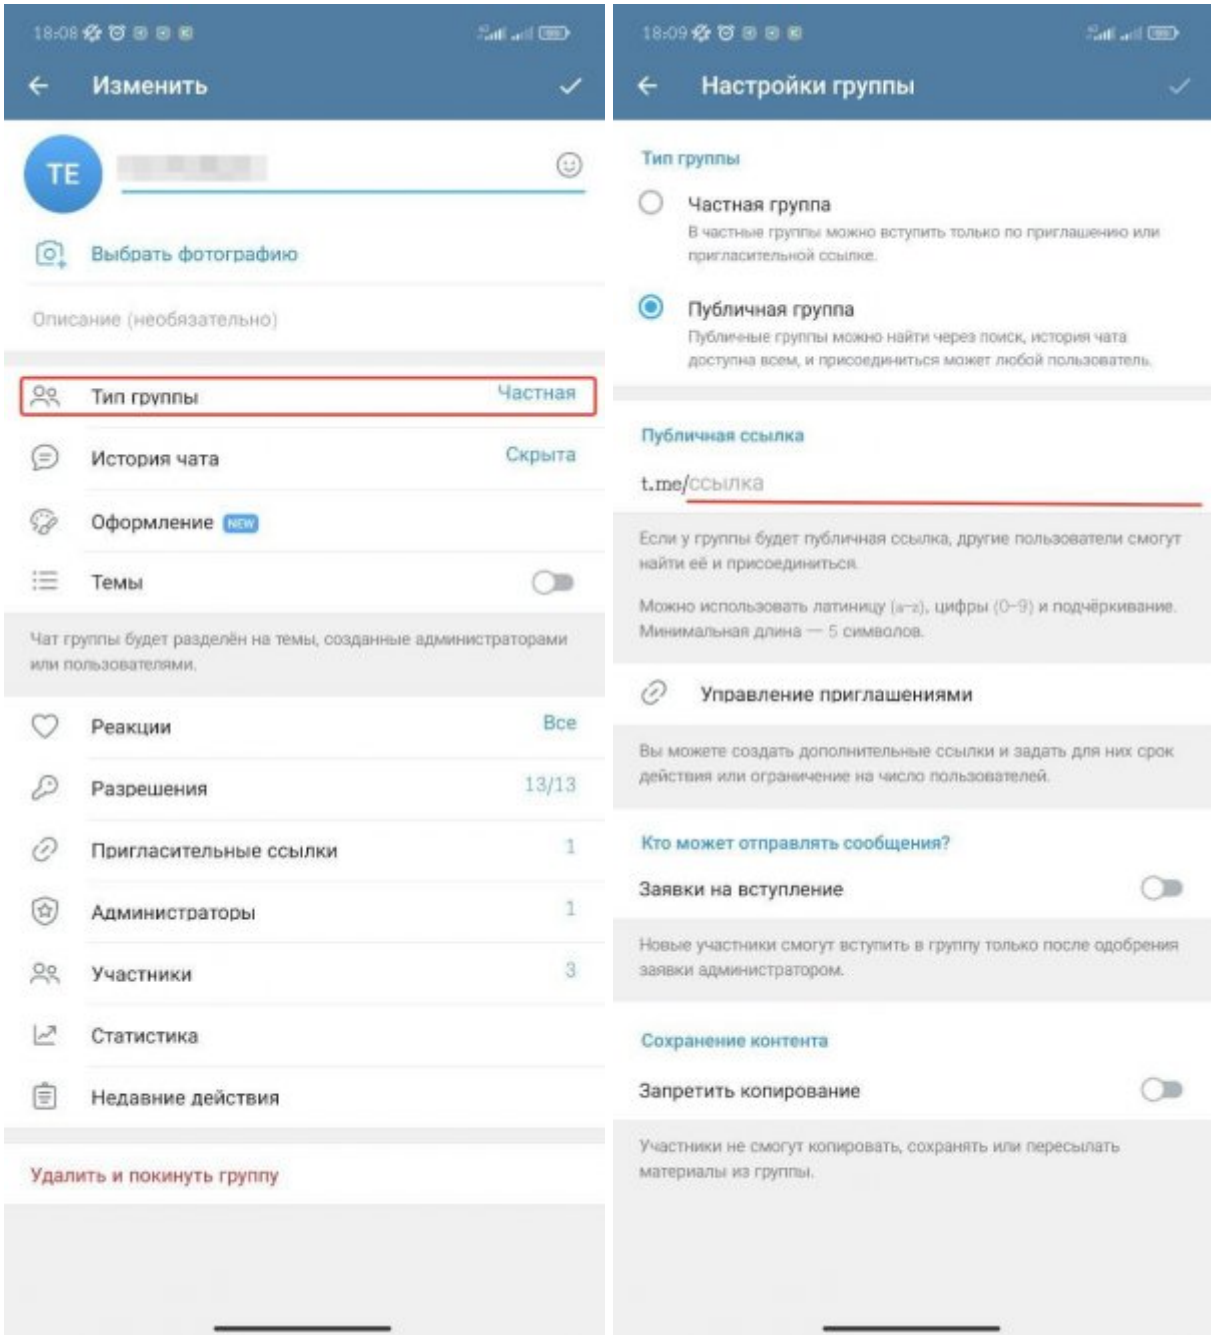 18:08
Изменить
TE
Выбрать фотографию
Описание (необязательно)
Тип группы
Частная
История чата
Скрыта
Оформление NEW
Темы
Чат группы будет разделён на темы, созданные администраторами
или пользователями.
Реакции
Все
Разрешения
13/13
Пригласительные ссылки
1
Администраторы
1
Участники
3
Статистика
Недавние действия
Удалить и покинуть группу
18:09
Настройки группы
Тип группы
Частная группа
В частные группы можно вступить только по приглашению или
пригласительной ссылке.
Публичная группа
Публичные группы можно найти через поиск, история чата
доступна всем, и присоединиться может любой пользователь.
Публичная ссылка
t.me/ссылка
Если у группы будет публичная ссылка, другие пользователи смогут
найти её и присоединиться.
Можно использовать латиницу (a–z), цифры (0–9) и подчёркивание.
Минимальная длина — 5 символов.
Управление приглашениями
Вы можете создать дополнительные ссылки и задать для них срок
действия или ограничение на число пользователей.
Кто может отправлять сообщения?
Заявки на вступление
Новые участники смогут вступить в группу только после одобрения
заявки администратором.
Сохранение контента
Запретить копирование
Участники не смогут копировать, сохранять или пересылать
материалы из группы.